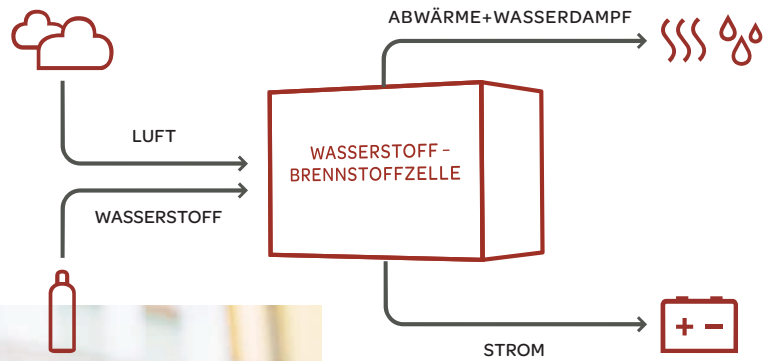 ABWÄRME+WASSERDAMPF
LUFT
WASSERSTOFF –
BRENNSTOFFZELLE
WASSERSTOFF
+ −
STROM